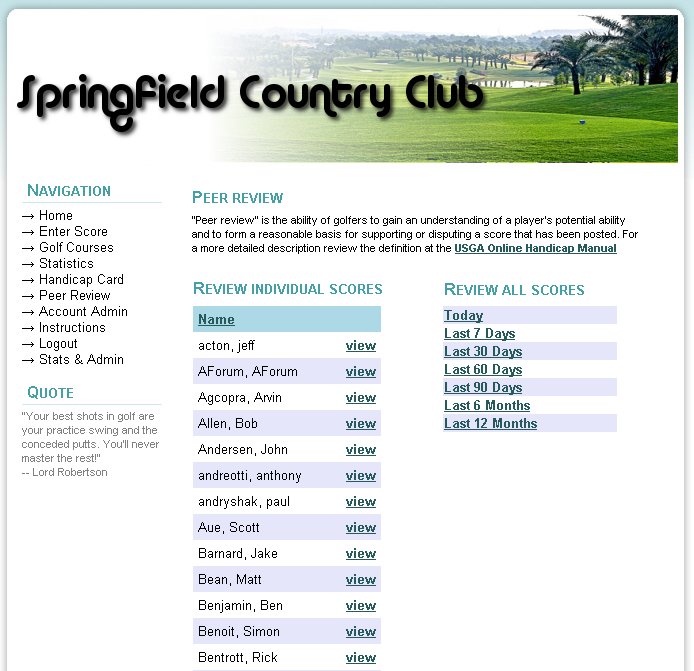 Springfield Country Club
NAVIGATION
→ Home
→ Enter Score
→ Golf Courses
→ Statistics
→ Handicap Card
→ Peer Review
→ Account Admin
→ Instructions
→ Logout
→ Stats & Admin
QUOTE
"Your best shots in golf are
your practice swing and the
conceded putts. You'll never
master the rest!"
-- Lord Robertson
PEER REVIEW
"Peer review" is the ability of golfers to gain an understanding of a player's potential ability
and to form a reasonable basis for supporting or disputing a score that has been posted. For
a more detailed description review the definition at the USGA Online Handicap Manual
REVIEW INDIVIDUAL SCORES
Name
acton, jeff view
AForum, AForum view
Agcopra, Arvin view
Allen, Bob view
Andersen, John view
andreotti, anthony view
andryshak, paul view
Aue, Scott view
Barnard, Jake view
Bean, Matt view
Benjamin, Ben view
Benoit, Simon view
Bentrott, Rick view
REVIEW ALL SCORES
Today
Last 7 Days
Last 30 Days
Last 60 Days
Last 90 Days
Last 6 Months
Last 12 Months